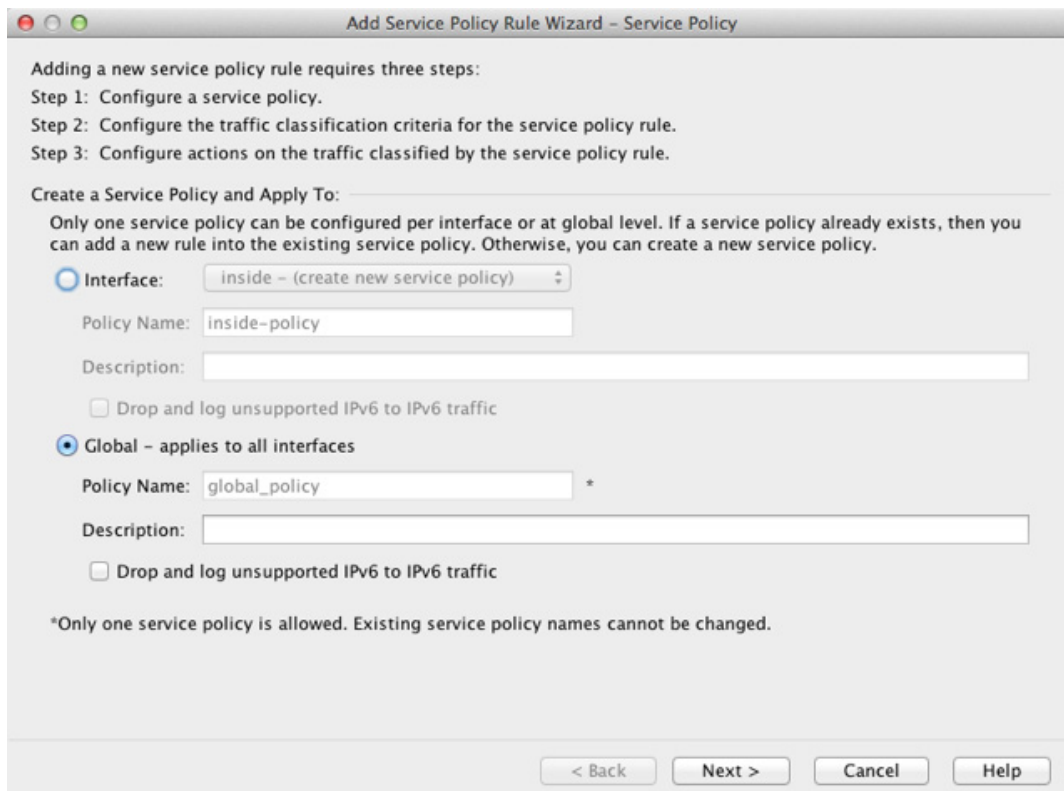 Add Service Policy Rule Wizard – Service Policy
Adding a new service policy rule requires three steps:
Step 1: Configure a service policy.
Step 2: Configure the traffic classification criteria for the service policy rule.
Step 3: Configure actions on the traffic classified by the service policy rule.
Create a Service Policy and Apply To:
Only one service policy can be configured per interface or at global level. If a service policy already exists, then you
can add a new rule into the existing service policy. Otherwise, you can create a new service policy.
Interface: inside – (create new service policy)
Policy Name: inside-policy
Description:
Drop and log unsupported IPv6 to IPv6 traffic
Global – applies to all interfaces
Policy Name: global_policy *
Description:
Drop and log unsupported IPv6 to IPv6 traffic
*Only one service policy is allowed. Existing service policy names cannot be changed.
< Back Next > Cancel Help